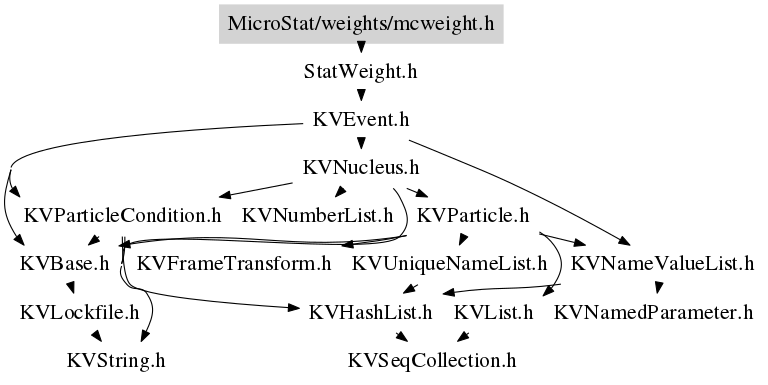 MicroStat/weights/mcweight.h
StatWeight.h
KVEvent.h
KVNucleus.h
KVParticleCondition.h KVNumberList.h KVParticle.h
KVBase.h KVFrameTransform.h KVUniqueNameList.h KVNameValueList.h
KVLockfile.h KVHashList.h KVList.h KVNamedParameter.h
KVString.h KVSeqCollection.h